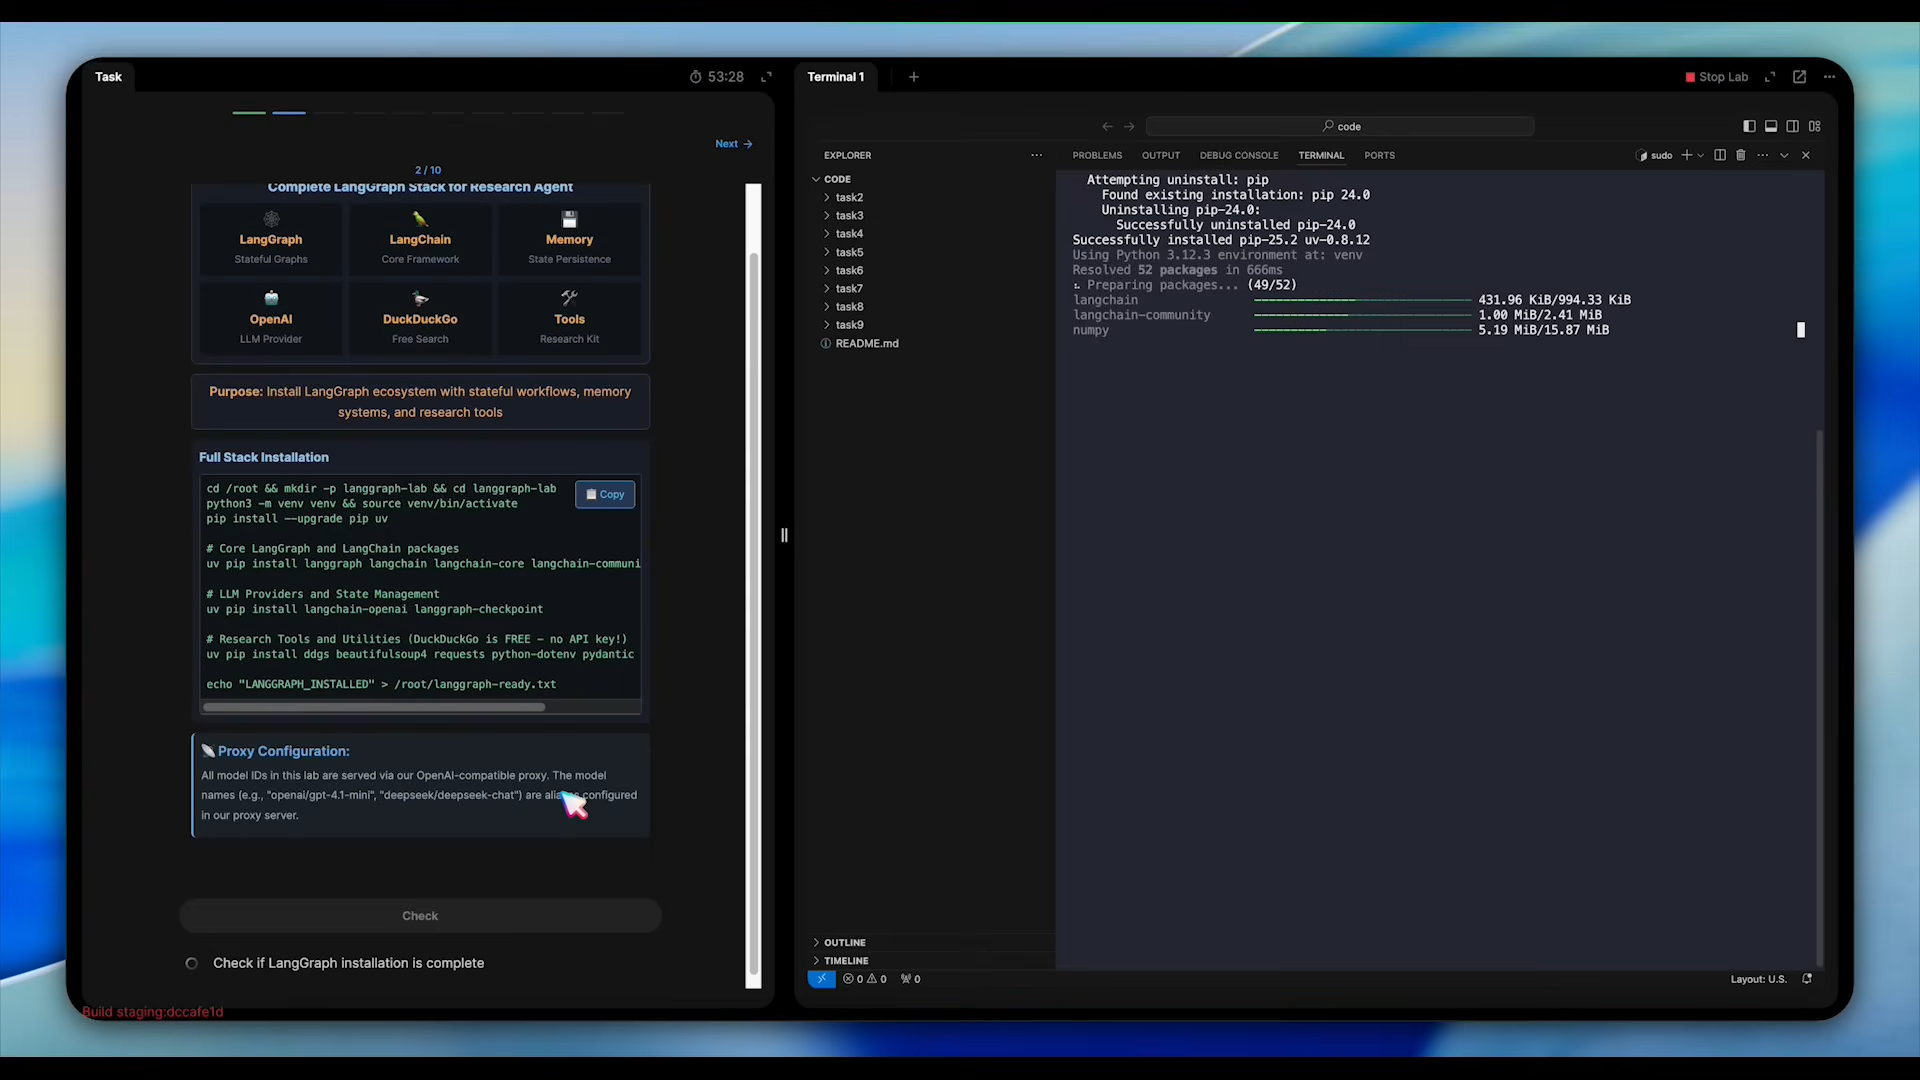 Task
53:28
Terminal 1
+
Stop Lab
Next →
2 / 10
Complete LangGraph Stack for Research Agent
LangGraph
Stateful Graphs
LangChain
Core Framework
Memory
State Persistence
OpenAI
LLM Provider
DuckDuckGo
Free Search
Tools
Research Kit
Purpose: Install LangGraph ecosystem with stateful workflows, memory
systems, and research tools
Full Stack Installation
Copy
cd /root && mkdir -p langgraph-lab && cd langgraph-lab
python3 -m venv venv && source venv/bin/activate
pip install --upgrade pip uv
# Core LangGraph and LangChain packages
uv pip install langgraph langchain langchain-core langchain-communi
# LLM Providers and State Management
uv pip install langchain-openai langgraph-checkpoint
# Research Tools and Utilities (DuckDuckGo is FREE - no API key!)
uv pip install ddgs beautifulsoup4 requests python-dotenv pydantic
echo "LANGGRAPH_INSTALLED" > /root/langgraph-ready.txt
Proxy Configuration:
All model IDs in this lab are served via our OpenAI-compatible proxy. The model
names (e.g., "openai/gpt-4.1-mini", "deepseek/deepseek-chat") are configured
in our proxy server.
Check
Check if LangGraph installation is complete
Build staging:dccafe1d
code
EXPLORER
CODE
task2
task3
task4
task5
task6
task7
task8
task9
README.md
OUTLINE
TIMELINE
PROBLEMS OUTPUT DEBUG CONSOLE TERMINAL PORTS
sudo
Attempting uninstall: pip
Found existing installation: pip 24.0
Uninstalling pip-24.0:
Successfully uninstalled pip-24.0
Successfully installed pip-25.2 uv-0.8.12
Using Python 3.12.3 environment at: venv
Resolved 52 packages in 666ms
Preparing packages... (49/52)
langchain 431.96 KiB/994.33 KiB
langchain-community 1.00 MiB/2.41 MiB
numpy 5.19 MiB/15.87 MiB
0 0 0
Layout: U.S.